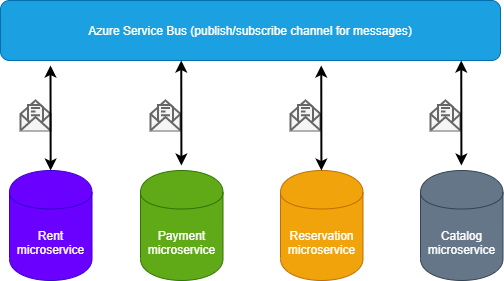 Azure Service Bus (publish/subscribe channel for messages)
Rent
microservice
Payment
microservice
Reservation
microservice
Catalog
microservice